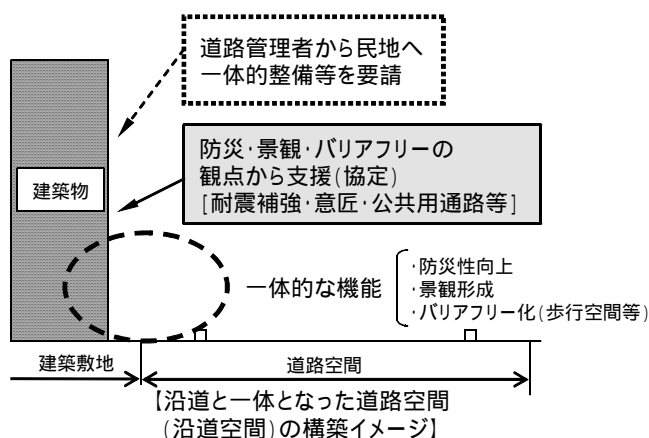 道路管理者から民地へ
一体的整備等を要請
防災・景観・バリアフリーの
観点から支援(協定)
[耐震補強・意匠・公共用通路等]
建築物
一体的な機能
・防災性向上
・景観形成
・バリアフリー化(歩行空間等)
建築敷地
道路空間
【沿道と一体となった道路空間
(沿道空間)の構築イメージ】